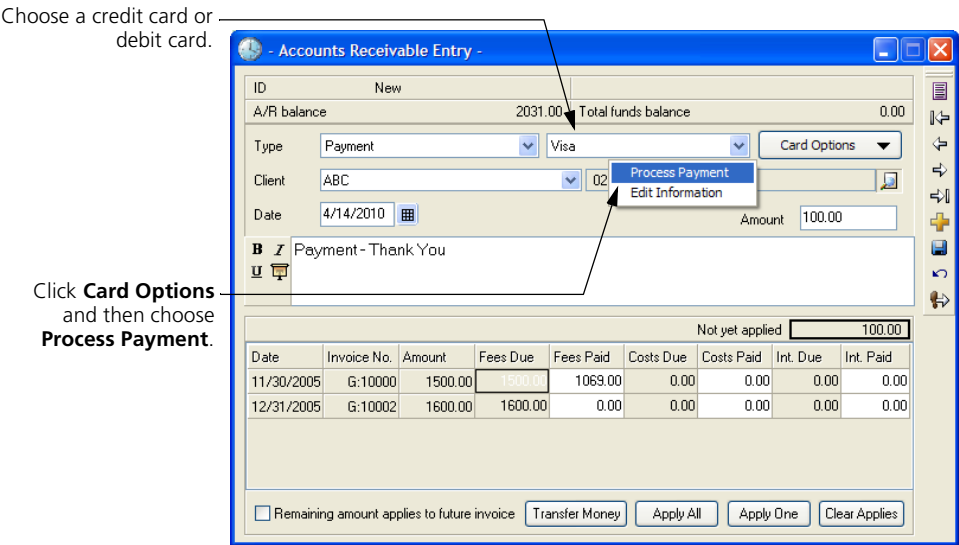 Choose a credit card or
debit card.
- Accounts Receivable Entry -
ID New
A/R balance 2031.00 Total funds balance 0.00
Type Payment Visa Card Options
Process Payment
Edit Information
Client ABC 02
Date 4/14/2010 Amount 100.00
B I U
Payment - Thank You
Click Card Options
and then choose
Process Payment.
Not yet applied 100.00
Date Invoice No. Amount Fees Due Fees Paid Costs Due Costs Paid Int. Due Int. Paid
11/30/2005 G:10000 1500.00 1500.00 1069.00 0.00 0.00 0.00 0.00
12/31/2005 G:10002 1600.00 1600.00 0.00 0.00 0.00 0.00 0.00
Remaining amount applies to future invoice Transfer Money Apply All Apply One Clear Applies